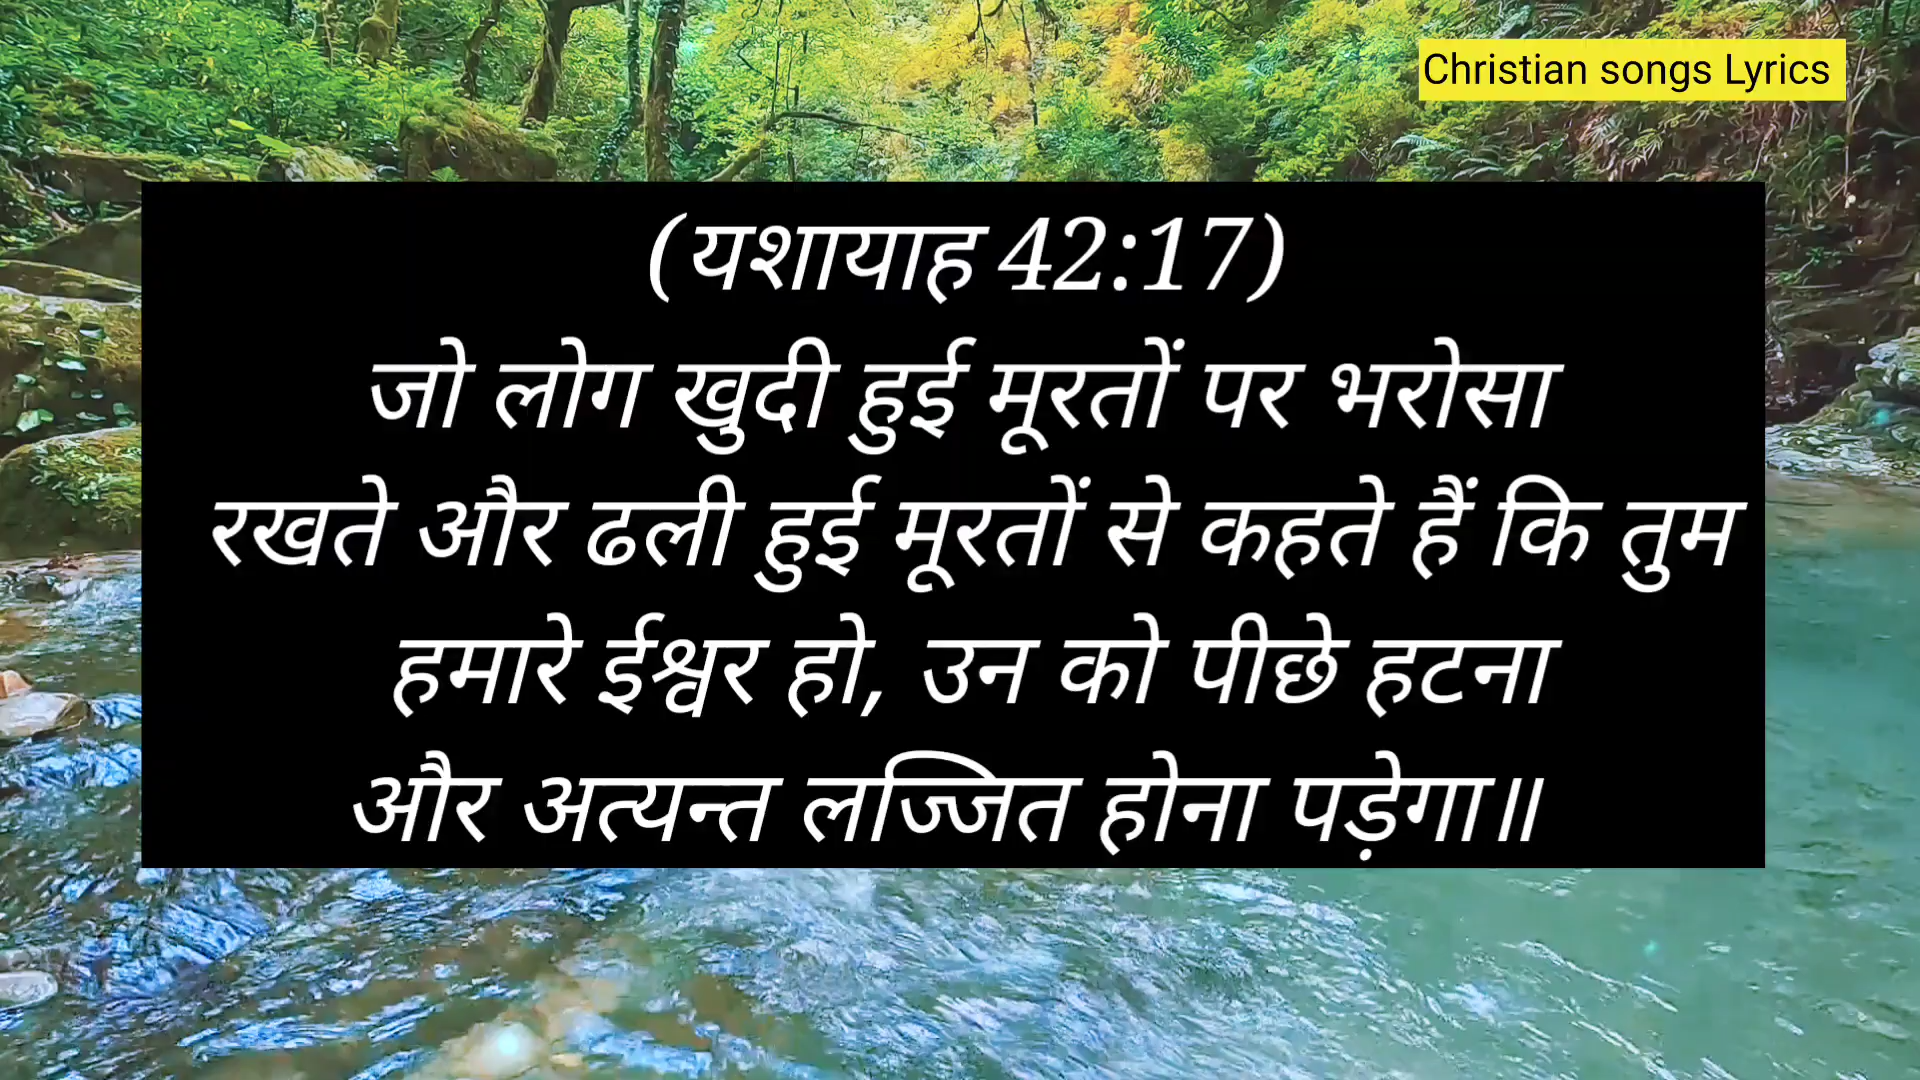 Christian songs Lyrics
(यशायाह 42:17)
जो लोग खुदी हुई मूरतों पर भरोसा
रखते और ढली हुई मूरतों से कहते हैं कि तुम
हमारे ईश्वर हो, उन को पीछे हटना
और अत्यन्त लज्जित होना पड़ेगा॥